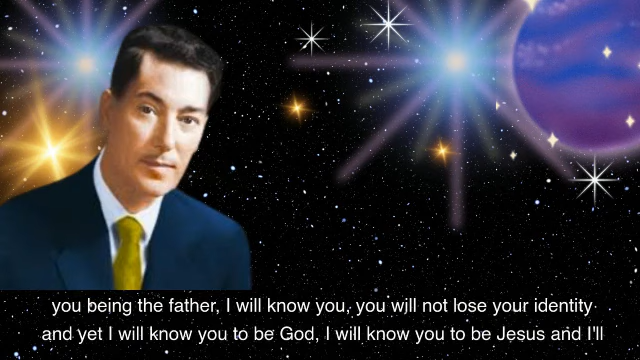 you being the father, I will know you, you will not lose your identity
and yet I will know you to be God, I will know you to be Jesus and I'll